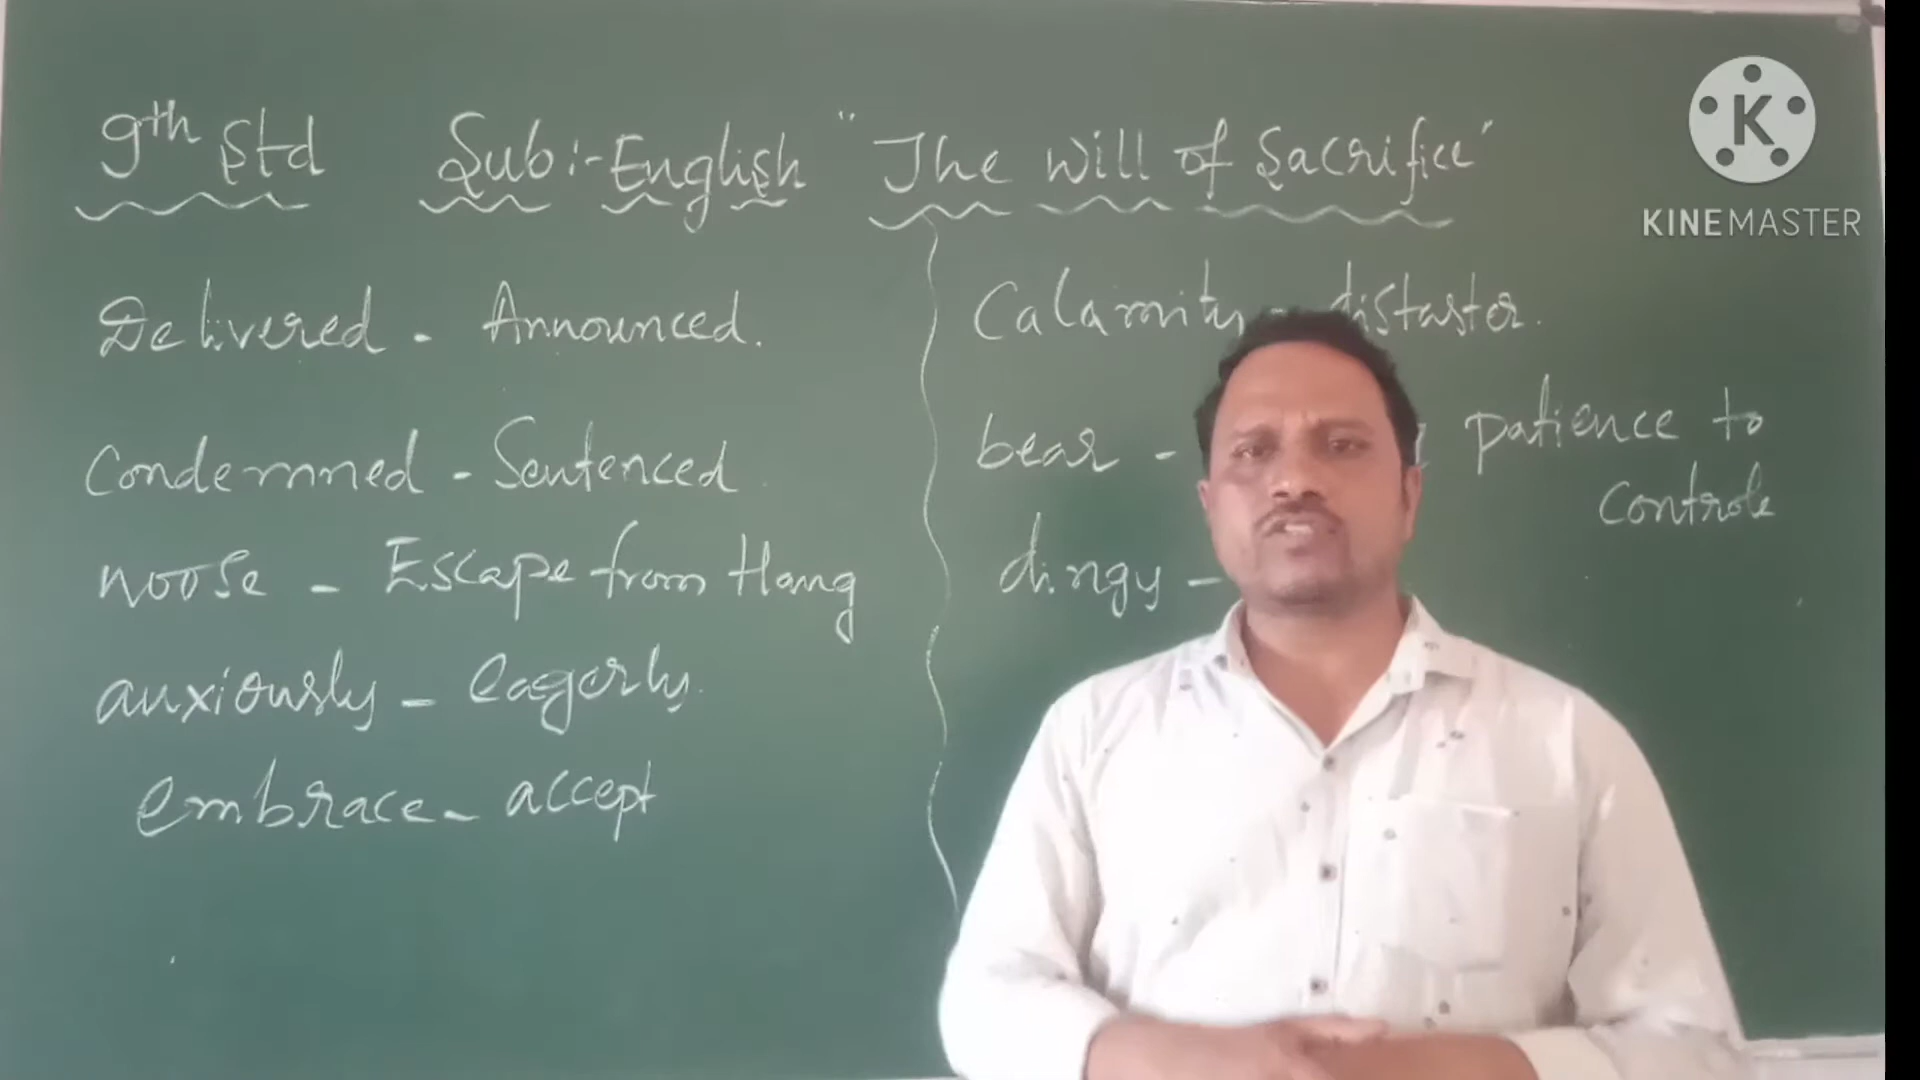 9th Std Sub:- English "The Will of Sacrifice"
Delivered - Announced.
Condemned - Sentenced
noose - Escape from Hang
anxiously - eagerly.
embrace - accept
Calamity - distaster.
bear - patience to
controle
dingy -
K
KINEMASTER